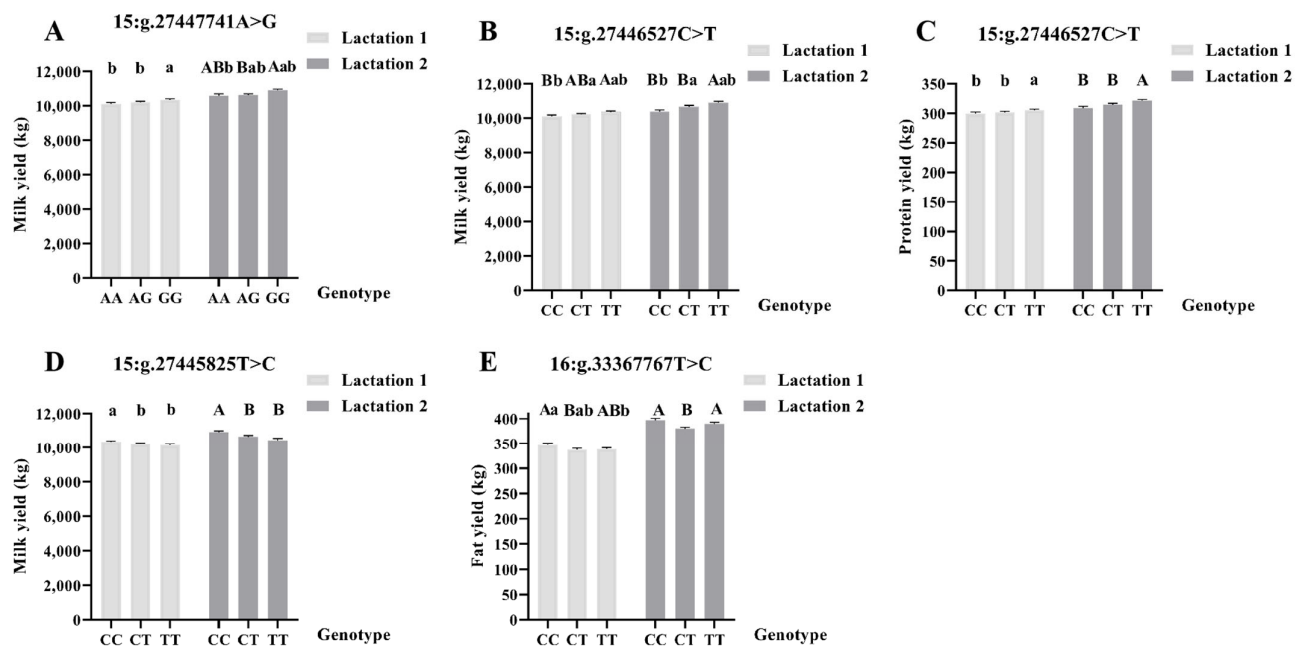 A
15:g.27447741A>G
Lactation 1
Lactation 2
b b a ABb Bab Aab
12,000
10,000
8,000
6,000
4,000
2,000
0
Milk yield (kg)
AA AG GG AA AG GG
Genotype
B
15:g.27446527C>T
Lactation 1
Lactation 2
Bb ABa Aab Bb Ba Aab
12,000
10,000
8,000
6,000
4,000
2,000
0
Milk yield (kg)
CC CT TT CC CT TT
Genotype
C
15:g.27446527C>T
Lactation 1
Lactation 2
b b a B B A
350
300
250
200
150
100
50
0
Protein yield (kg)
CC CT TT CC CT TT
Genotype
D
15:g.27445825T>C
Lactation 1
Lactation 2
a b b A B B
12,000
10,000
8,000
6,000
4,000
2,000
0
Milk yield (kg)
CC CT TT CC CT TT
Genotype
E
16:g.33367767T>C
Lactation 1
Lactation 2
Aa Bab ABb A B A
400
350
300
250
200
150
100
50
0
Fat yield (kg)
CC CT TT CC CT TT
Genotype